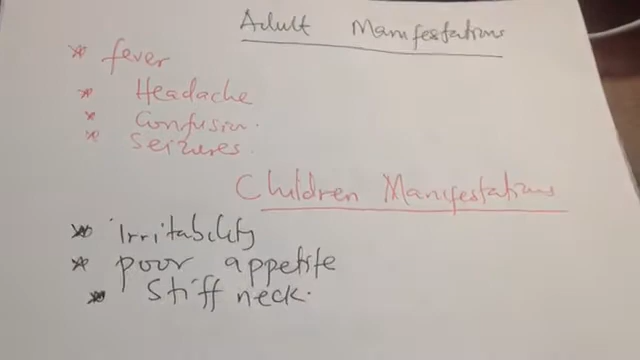 Adult Manifestations
* fever
* Headache
* Confusion.
* Seizures.
Children Manifestations
* irritability
* poor appetite
* Stiff neck.